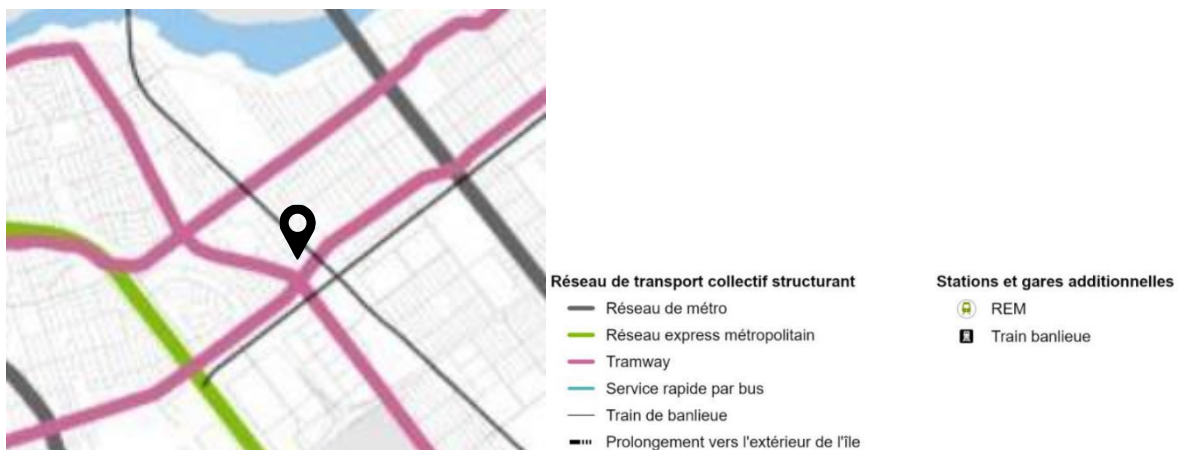 Réseau de transport collectif structurant
Réseau de métro
Réseau express métropolitain
Tramway
Service rapide par bus
Train de banlieue
Prolongement vers l'extérieur de l'île
Stations et gares additionnelles
REM
Train banlieue